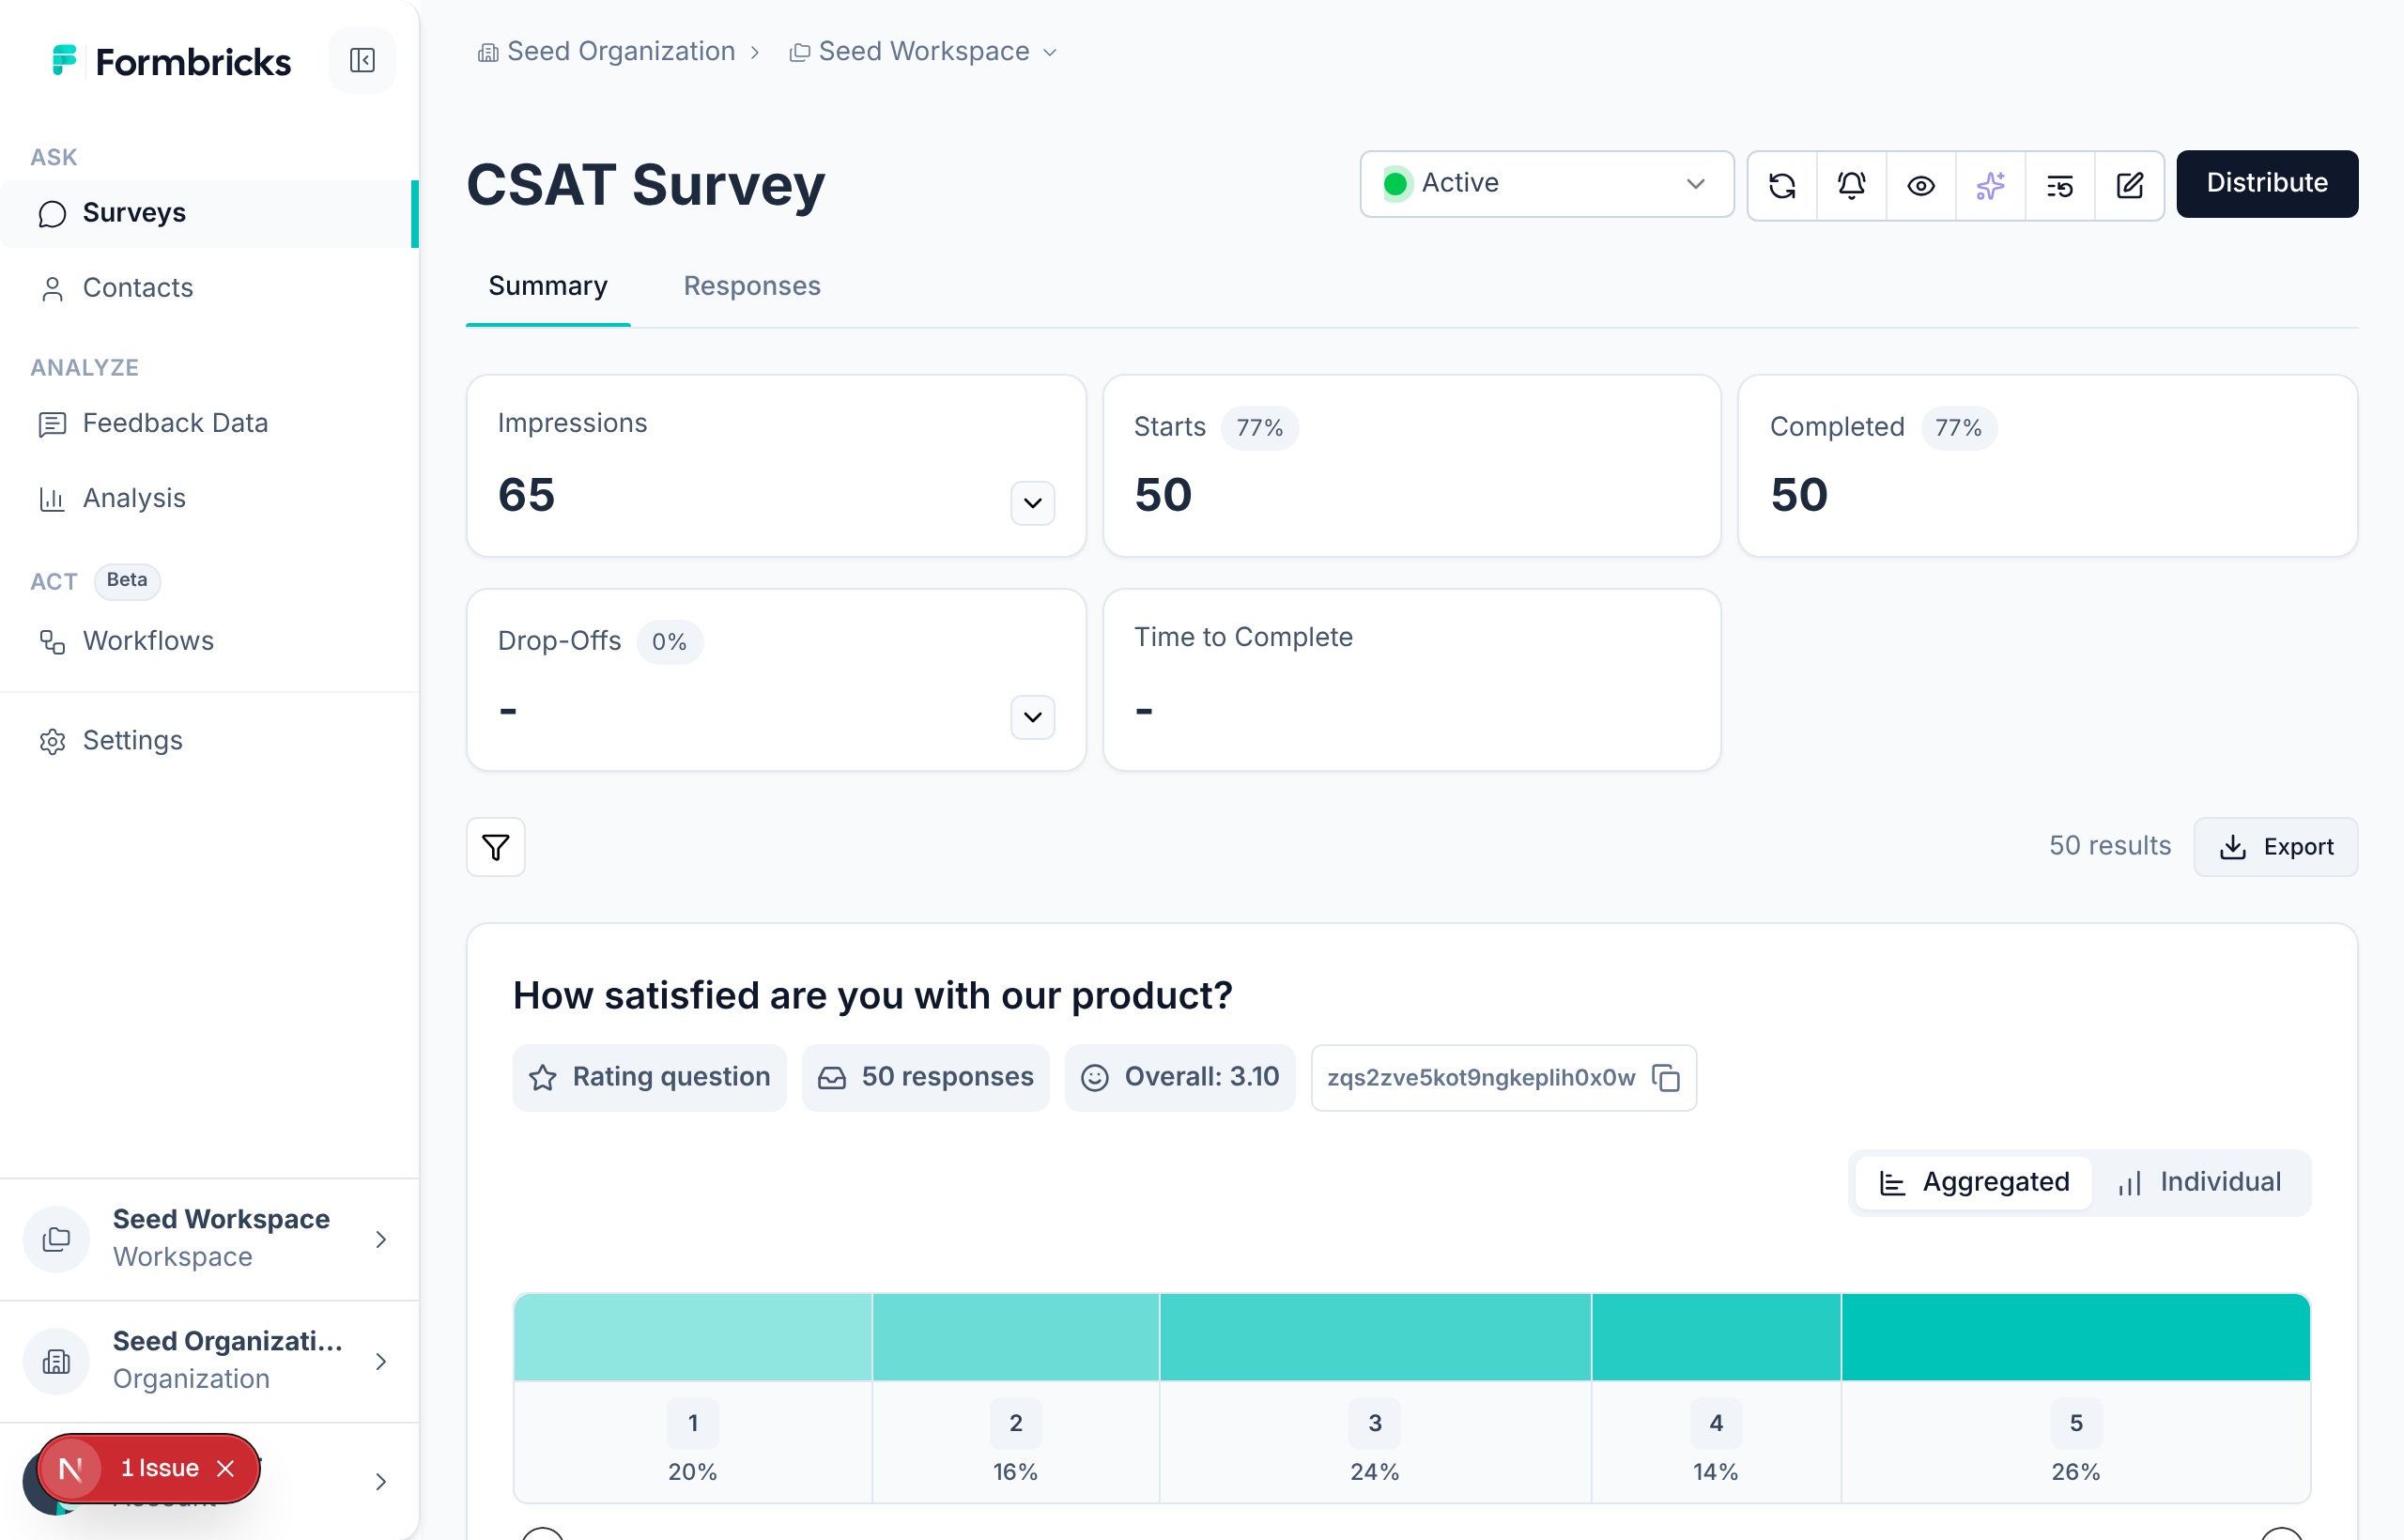 Formbricks
ASK
Surveys
Contacts
ANALYZE
Feedback Data
Analysis
ACT Beta
Workflows
Settings
Seed Workspace
Workspace
Seed Organizati...
Organization
N 1 Issue
Seed Organization
Seed Workspace
CSAT Survey
Active
Distribute
Summary Responses
Impressions
65
Starts 77%
50
Completed 77%
50
Drop-Offs 0%
-
Time to Complete
-
50 results
Export
How satisfied are you with our product?
Rating question
50 responses
Overall: 3.10
zqs2zve5kot9ngkeplih0x0w
Aggregated
Individual
1 2 3 4 5
20% 16% 24% 14% 26%